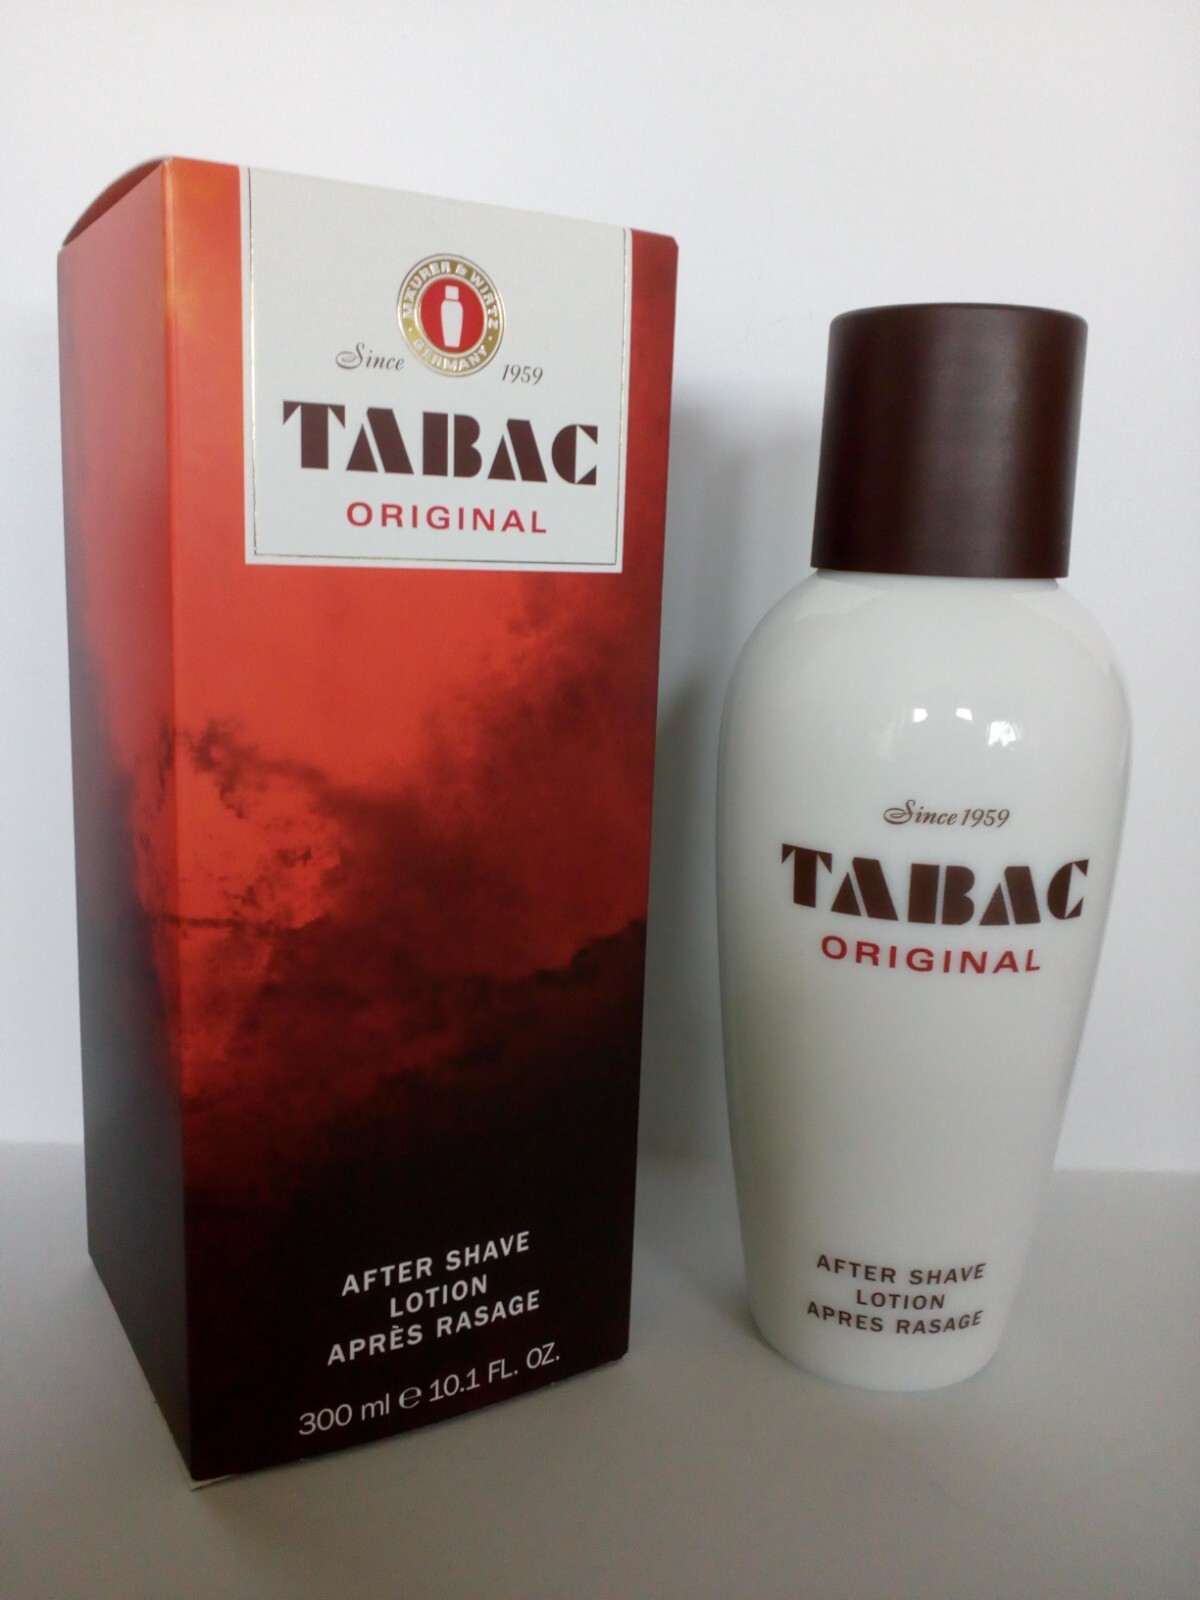 MÄURER & WIRTZ
GERMANY
Since 1959
TABAC
ORIGINAL
AFTER SHAVE
LOTION
APRÈS RASAGE
300 ml ℮ 10.1 FL. OZ.
Since 1959
TABAC
ORIGINAL
AFTER SHAVE
LOTION
APRES RASAGE